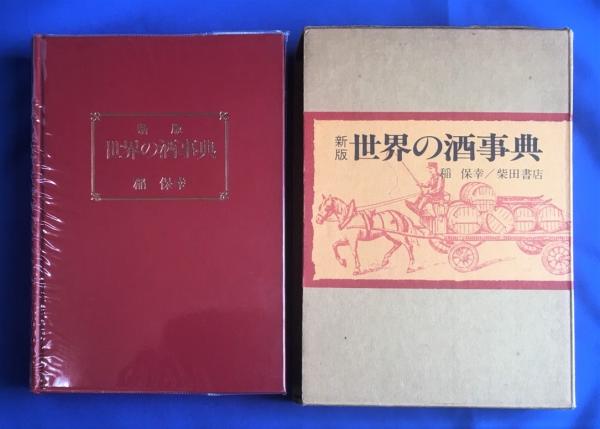 新版
世界の酒事典
稲 保幸
新版 世界の酒事典
稲 保幸／柴田書店